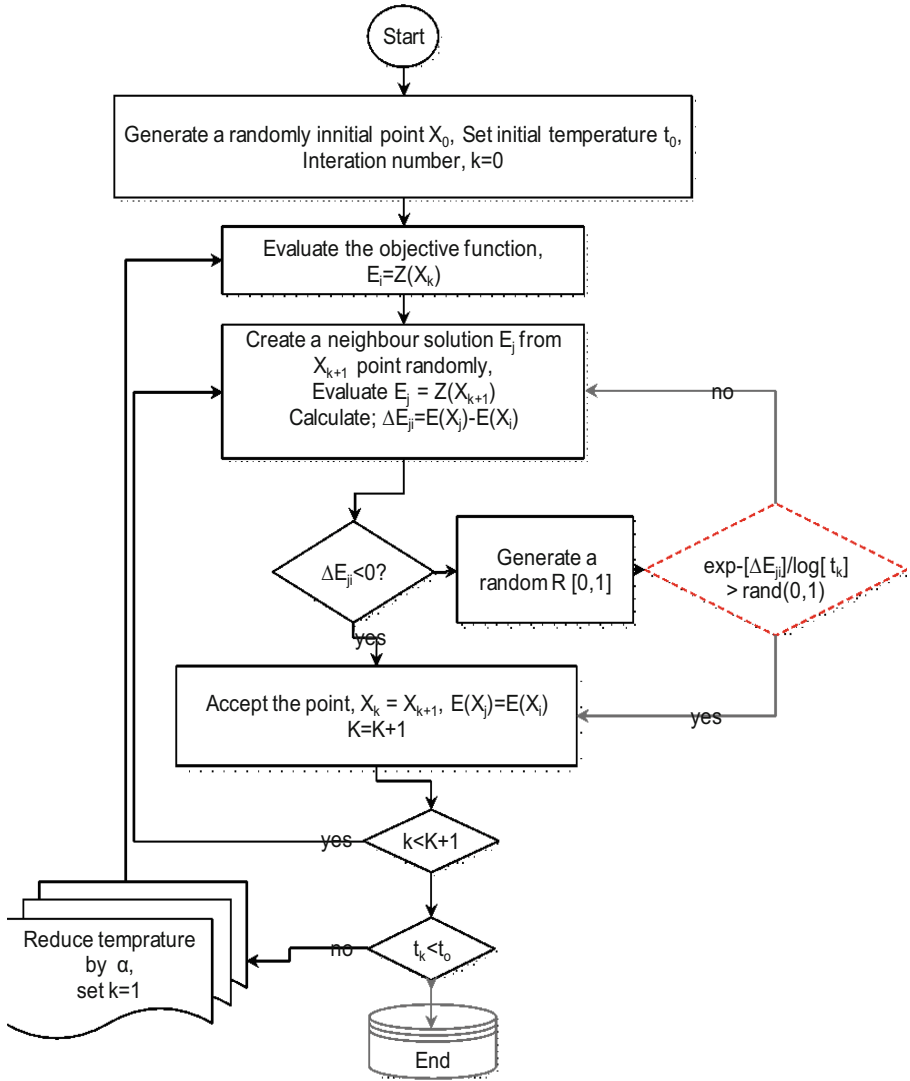 Start
Generate a randomly innitial point X₀, Set initial temperature t₀,
Interation number, k=0
Evaluate the objective function,
Eᵢ=Z(Xₖ)
Create a neighbour solution Eⱼ from
Xₖ₊₁ point randomly,
Evaluate Eⱼ = Z(Xₖ₊₁)
Calculate; ΔEⱼᵢ=E(Xⱼ)-E(Xᵢ)
no
ΔEⱼᵢ<0?
Generate a
random R [0,1]
exp-[ΔEⱼᵢ]/log[ tₖ]
> rand(0,1)
yes
Accept the point, Xₖ = Xₖ₊₁, E(Xⱼ)=E(Xᵢ)
K=K+1
yes
yes
k<K+1
Reduce temprature
by α,
set k=1
no
tₖ<tₒ
End